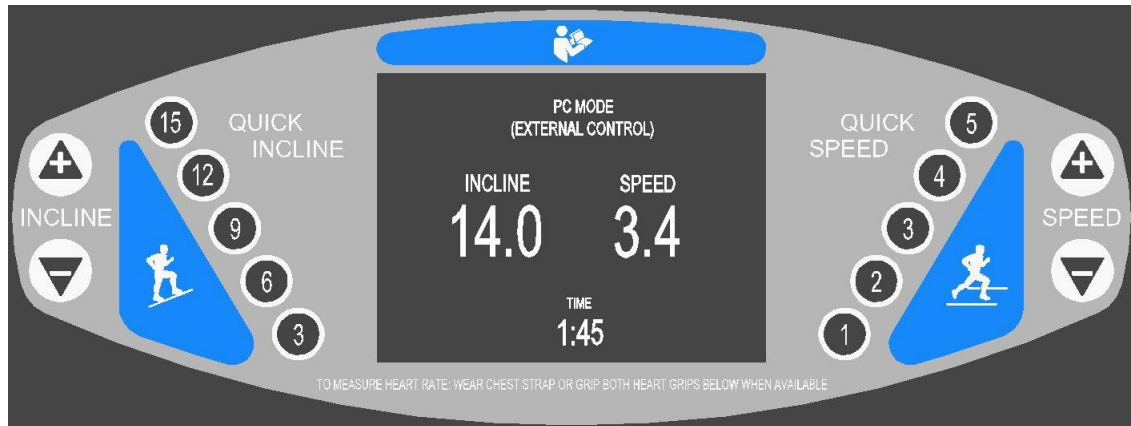 PC MODE
(EXTERNAL CONTROL)
15
QUICK
INCLINE
12
9
6
3
+
INCLINE
−
INCLINE
14.0
SPEED
3.4
TIME
1:45
QUICK
SPEED
5
4
3
2
1
+
SPEED
−
TO MEASURE HEART RATE: WEAR CHEST STRAP OR GRIP BOTH HEART GRIPS BELOW WHEN AVAILABLE